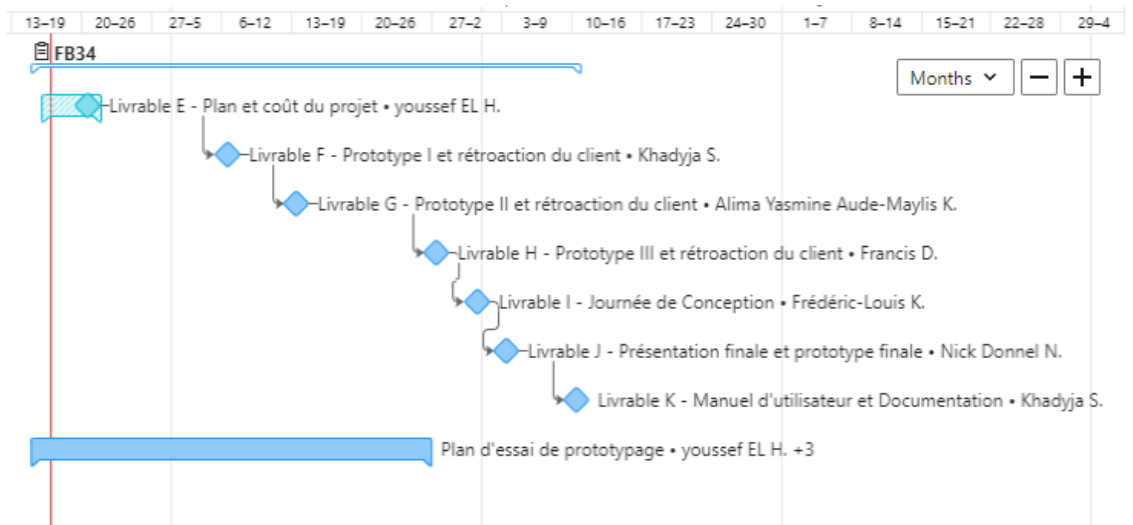 13–19 20–26 27–5 6–12 13–19 20–26 27–2 3–9 10–16 17–23 24–30 1–7 8–14 15–21 22–28 29–4
FB34
Months
Livrable E - Plan et coût du projet • youssef EL H.
Livrable F - Prototype I et rétroaction du client • Khadyja S.
Livrable G - Prototype II et rétroaction du client • Alima Yasmine Aude-Maylis K.
Livrable H - Prototype III et rétroaction du client • Francis D.
Livrable I - Journée de Conception • Frédéric-Louis K.
Livrable J - Présentation finale et prototype finale • Nick Donnel N.
Livrable K - Manuel d'utilisateur et Documentation • Khadyja S.
Plan d'essai de prototypage • youssef EL H. +3